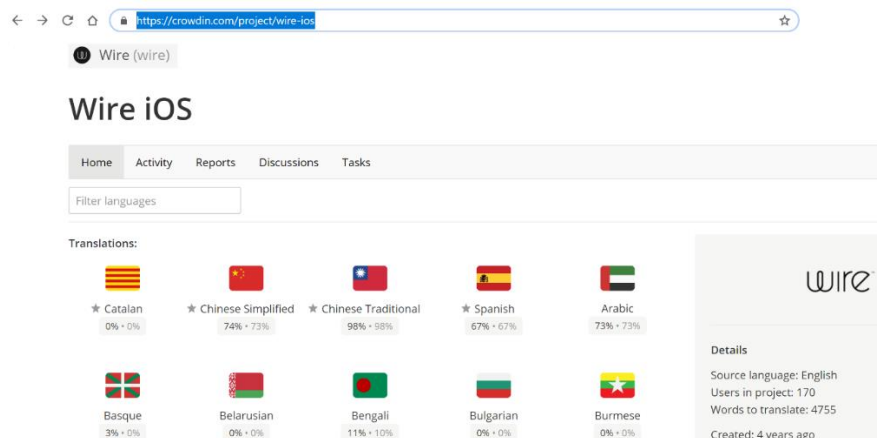 https://crowdin.com/project/wire-ios
Wire (wire)
Wire iOS
Home Activity Reports Discussions Tasks
Filter languages
Translations:
Catalan
0% • 0%
Chinese Simplified
74% • 73%
Chinese Traditional
98% • 98%
Spanish
67% • 67%
Arabic
73% • 73%
Basque
3% • 0%
Belarusian
0% • 0%
Bengali
11% • 10%
Bulgarian
0% • 0%
Burmese
0% • 0%
wire
Details
Source language: English
Users in project: 170
Words to translate: 4755
Created: 4 years ago